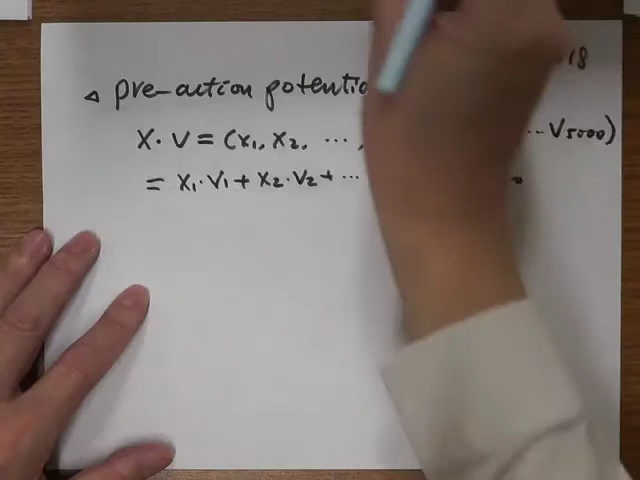 18
▵ pre-action potentia
X · V = (x₁, x₂, ⋯ , ⋯ V₅₀₀₀)
= x₁·V₁ + x₂·V₂ + ⋯